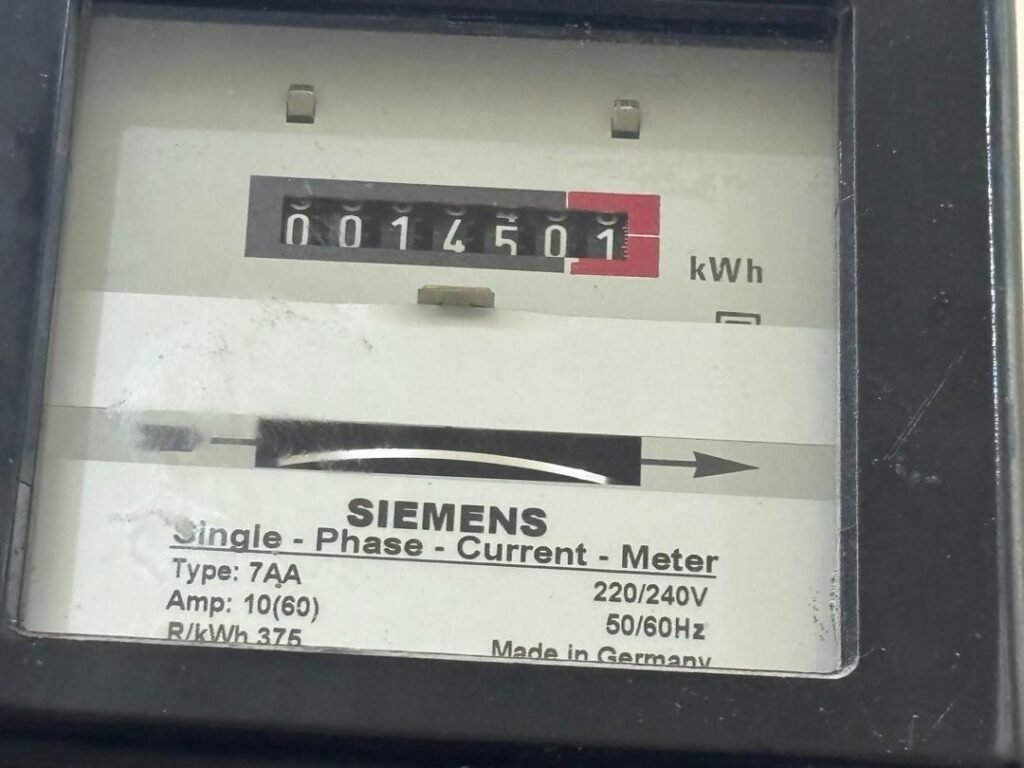 0014501
kWh
SIEMENS
Single - Phase - Current - Meter
Type: 7AA
220/240V
Amp: 10(60)
50/60Hz
R/kWh 375
Made in Germany